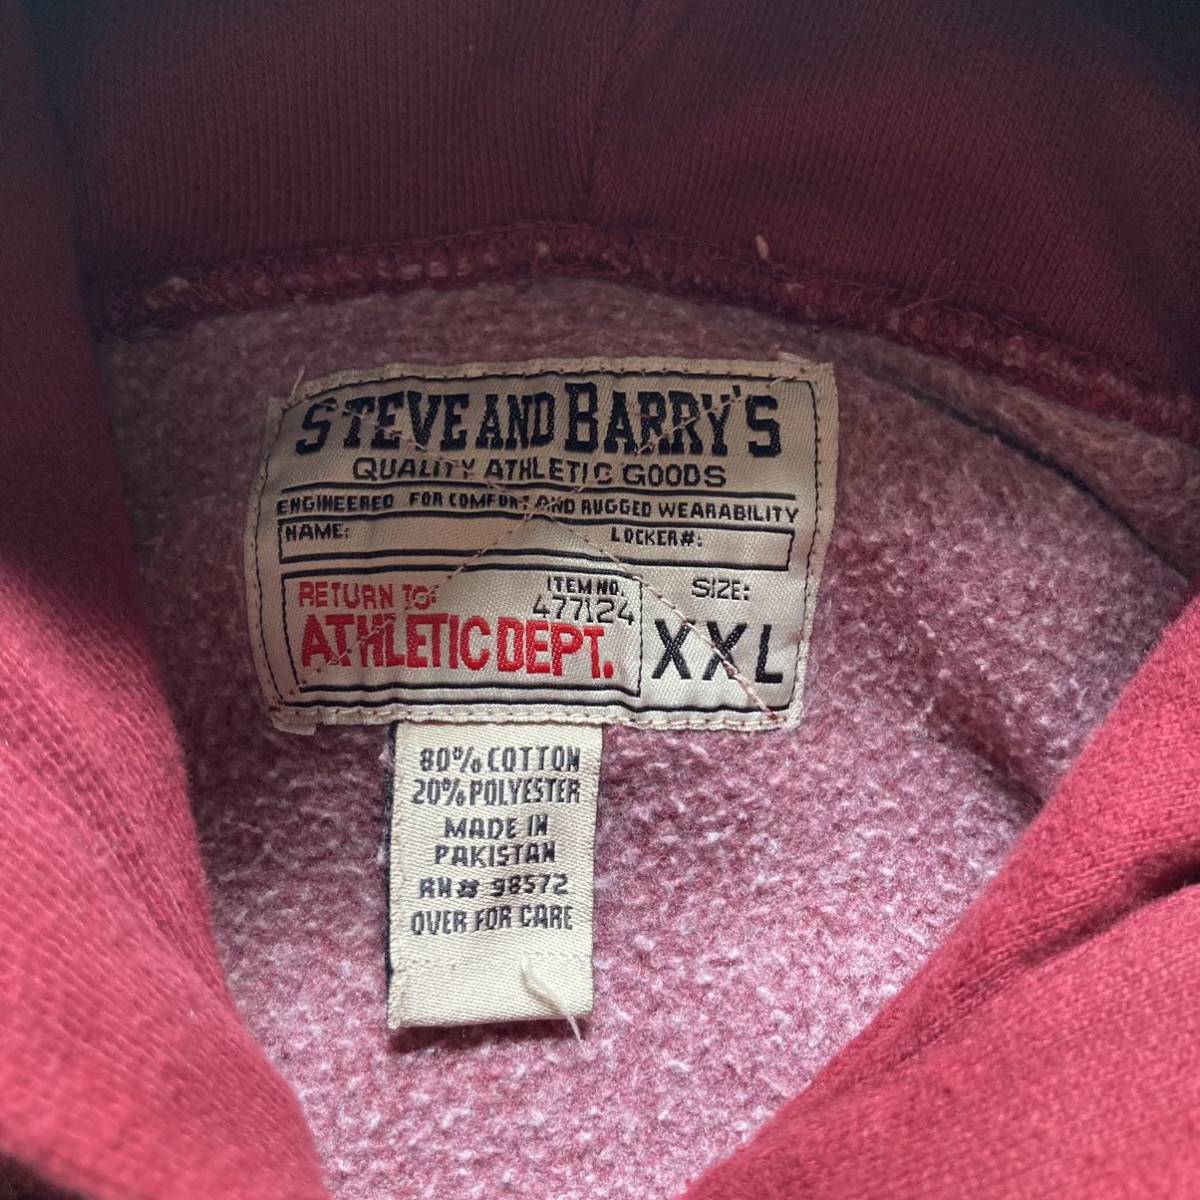 STEVE AND BARRY'S
QUALITY ATHLETIC GOODS
ENGINEERED FOR COMFORT AND RUGGED WEARABILITY
NAME: LOCKER#:
RETURN TO: ITEM NO. SIZE:
477124
ATHLETIC DEPT. XXL
80% COTTON
20% POLYESTER
MADE IN
PAKISTAN
RN# 98572
OVER FOR CARE